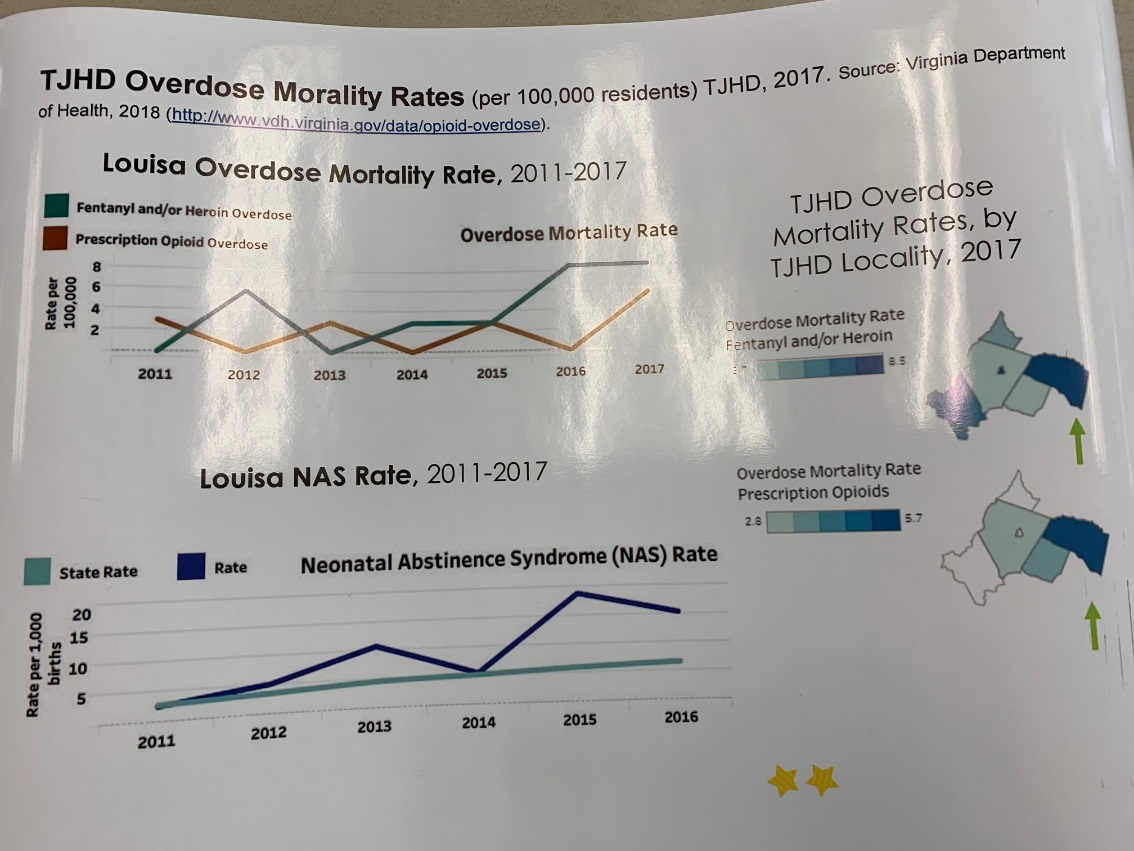 TJHD Overdose Morality Rates (per 100,000 residents) TJHD, 2017. Source: Virginia Department
of Health, 2018 (http://www.vdh.virginia.gov/data/opioid-overdose).
Louisa Overdose Mortality Rate, 2011-2017
Fentanyl and/or Heroin Overdose
Prescription Opioid Overdose
Overdose Mortality Rate
Rate per
100,000
8
6
4
2
2011 2012 2013 2014 2015 2016 2017
TJHD Overdose
Mortality Rates, by
TJHD Locality, 2017
Overdose Mortality Rate
Fentanyl and/or Heroin
8.5
Overdose Mortality Rate
Prescription Opioids
2.8 5.7
Louisa NAS Rate, 2011-2017
State Rate Rate
Neonatal Abstinence Syndrome (NAS) Rate
Rate per 1,000
births
20
15
10
5
2011 2012 2013 2014 2015 2016